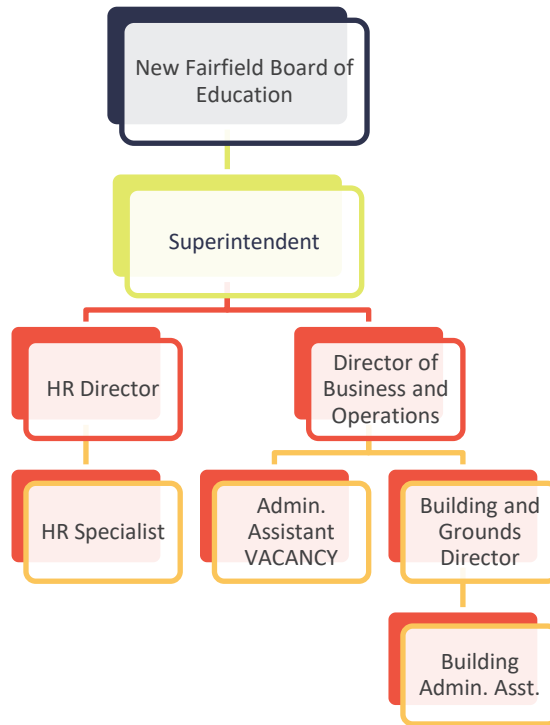 New Fairfield Board of
Education
Superintendent
HR Director
Director of
Business and
Operations
HR Specialist
Admin.
Assistant
VACANCY
Building and
Grounds
Director
Building
Admin. Asst.